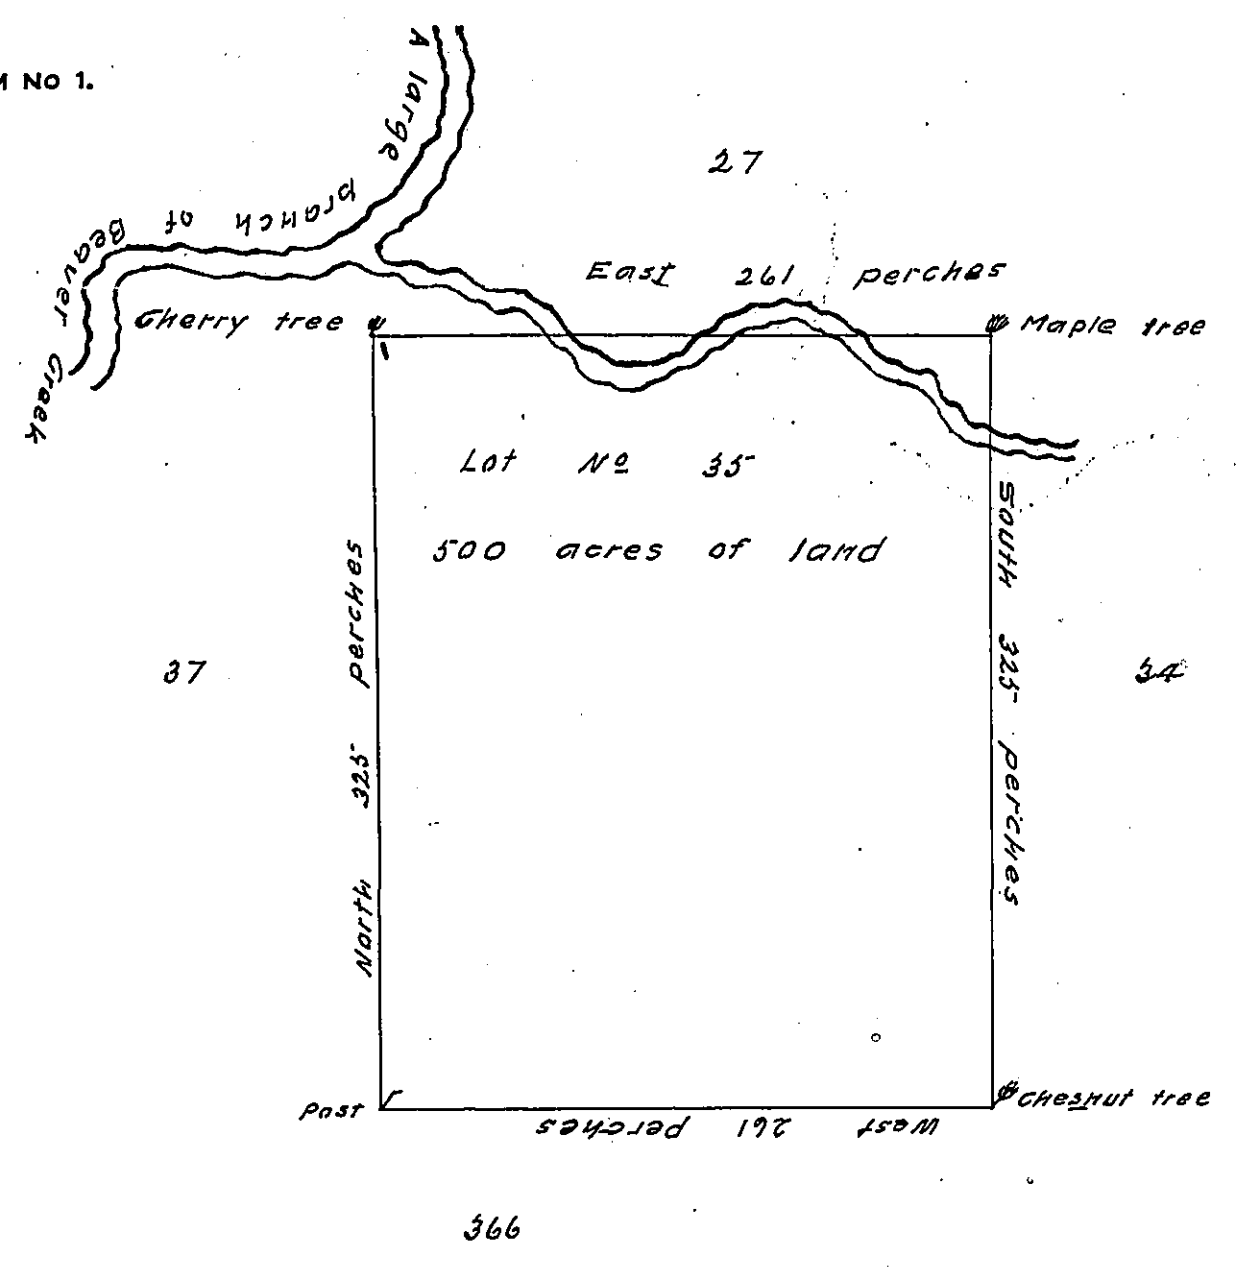 M No 1.
A large branch of Beaver Creek
27
East 261 perches
Cherry tree
Maple tree
Lot No 35
500 acres of land
North 325 perches
South 325 perches
37
34
Post
Chesnut tree
West 261 perches
366